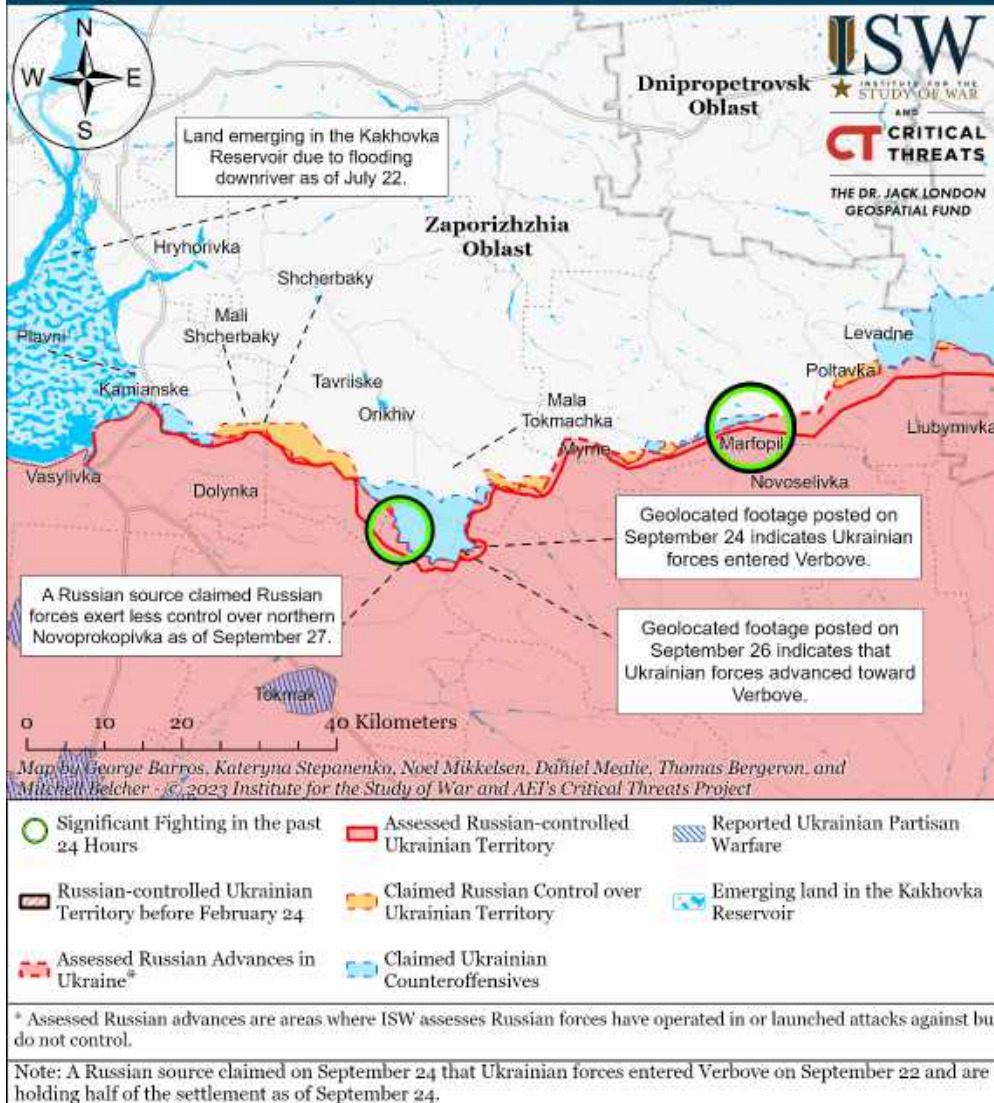 N
W E
S
ISW
INSTITUTE FOR THE
STUDY OF WAR
AND
CT CRITICAL
THREATS
THE DR. JACK LONDON
GEOSPATIAL FUND
Dnipropetrovsk
Oblast
Land emerging in the Kakhovka
Reservoir due to flooding
downriver as of July 22.
Zaporizhzhia
Oblast
Hryhorivka
Shcherbaky
Mali
Shcherbaky
Plavni
Levadne
Kamianske
Tavriiske
Poltavka
Orikhiv
Mala
Tokmachka
Liubymivka
Myrne
Marfopil
Vasylivka
Dolynka
Novoselivka
Geolocated footage posted on
September 24 indicates Ukrainian
forces entered Verbove.
A Russian source claimed Russian
forces exert less control over northern
Novoprokopivka as of September 27.
Geolocated footage posted on
September 26 indicates that
Ukrainian forces advanced toward
Verbove.
Tokmak
0 10 20 40 Kilometers
Map by George Barros, Kateryna Stepanenko, Noel Mikkelsen, Daniel Mealie, Thomas Bergeron, and
Mitchell Belcher - © 2023 Institute for the Study of War and AEI's Critical Threats Project
Significant Fighting in the past
24 Hours
Assessed Russian-controlled
Ukrainian Territory
Reported Ukrainian Partisan
Warfare
Russian-controlled Ukrainian
Territory before February 24
Claimed Russian Control over
Ukrainian Territory
Emerging land in the Kakhovka
Reservoir
Assessed Russian Advances in
Ukraine*
Claimed Ukrainian
Counteroffensives
* Assessed Russian advances are areas where ISW assesses Russian forces have operated in or launched attacks against bu
do not control.
Note: A Russian source claimed on September 24 that Ukrainian forces entered Verbove on September 22 and are
holding half of the settlement as of September 24.